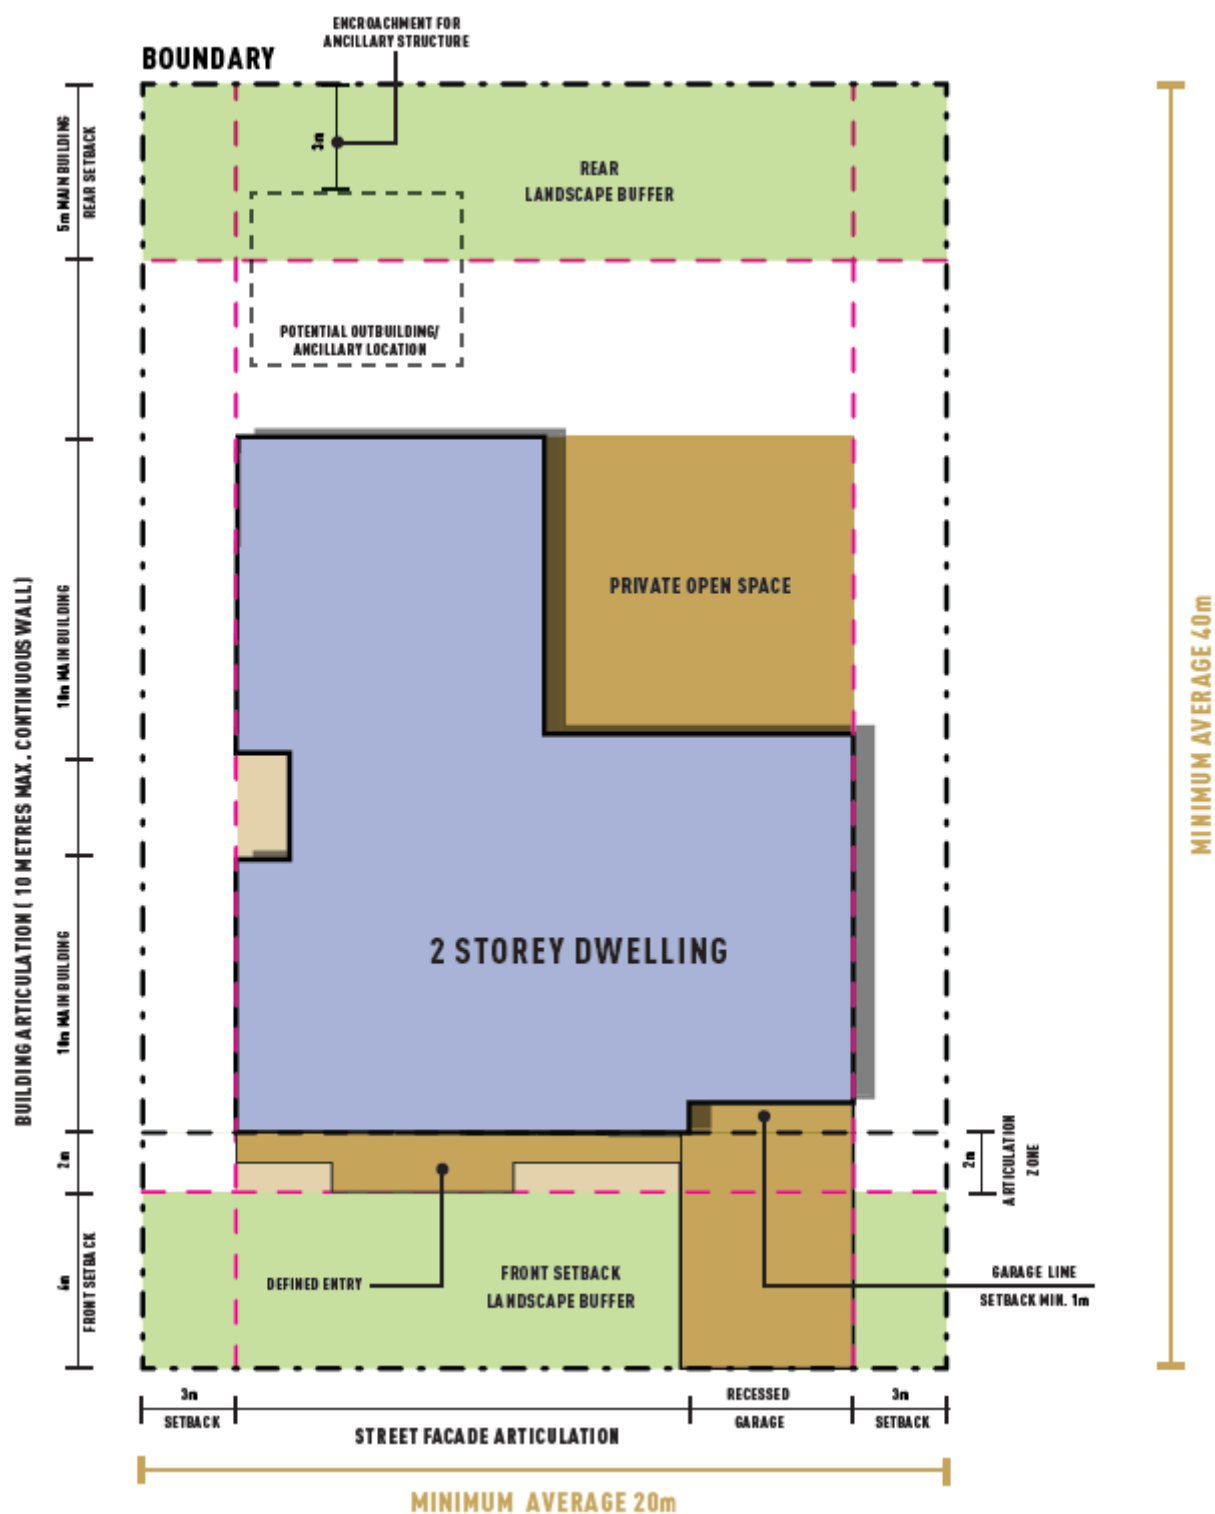 ENCROACHMENT FOR
ANCILLARY STRUCTURE
BOUNDARY
5m MAIN BUILDING
REAR SETBACK
3m
REAR
LANDSCAPE BUFFER
POTENTIAL OUTBUILDING/
ANCILLARY LOCATION
PRIVATE OPEN SPACE
BUILDING ARTICULATION ( 10 METRES MAX. CONTINUOUS WALL)
10m MAIN BUILDING
10m MAIN BUILDING
MINIMUM AVERAGE 40m
2 STOREY DWELLING
2m
2m
ARTICULATION
ZONE
FRONT SETBACK
DEFINED ENTRY
FRONT SETBACK
LANDSCAPE BUFFER
GARAGE LINE
SETBACK MIN. 1m
3m
SETBACK
STREET FACADE ARTICULATION
RECESSED
GARAGE
3m
SETBACK
MINIMUM AVERAGE 20m